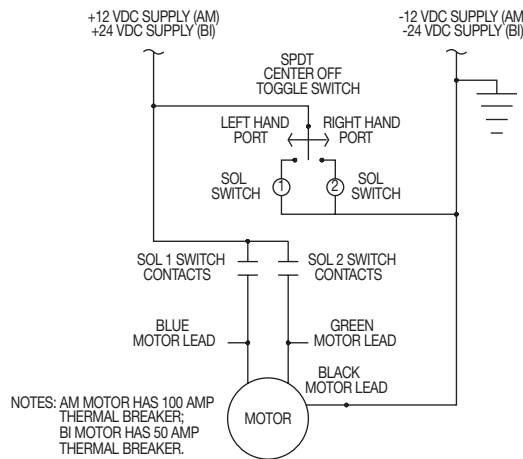 +12 VDC SUPPLY (AM)
+24 VDC SUPPLY (BI)
-12 VDC SUPPLY (AM)
-24 VDC SUPPLY (BI)
SPDT
CENTER OFF
TOGGLE SWITCH
LEFT HAND
PORT
RIGHT HAND
PORT
SOL
SWITCH
1
2
SOL
SWITCH
SOL 1 SWITCH
CONTACTS
SOL 2 SWITCH
CONTACTS
BLUE
MOTOR LEAD
GREEN
MOTOR LEAD
BLACK
MOTOR LEAD
MOTOR
NOTES: AM MOTOR HAS 100 AMP
THERMAL BREAKER;
BI MOTOR HAS 50 AMP
THERMAL BREAKER.